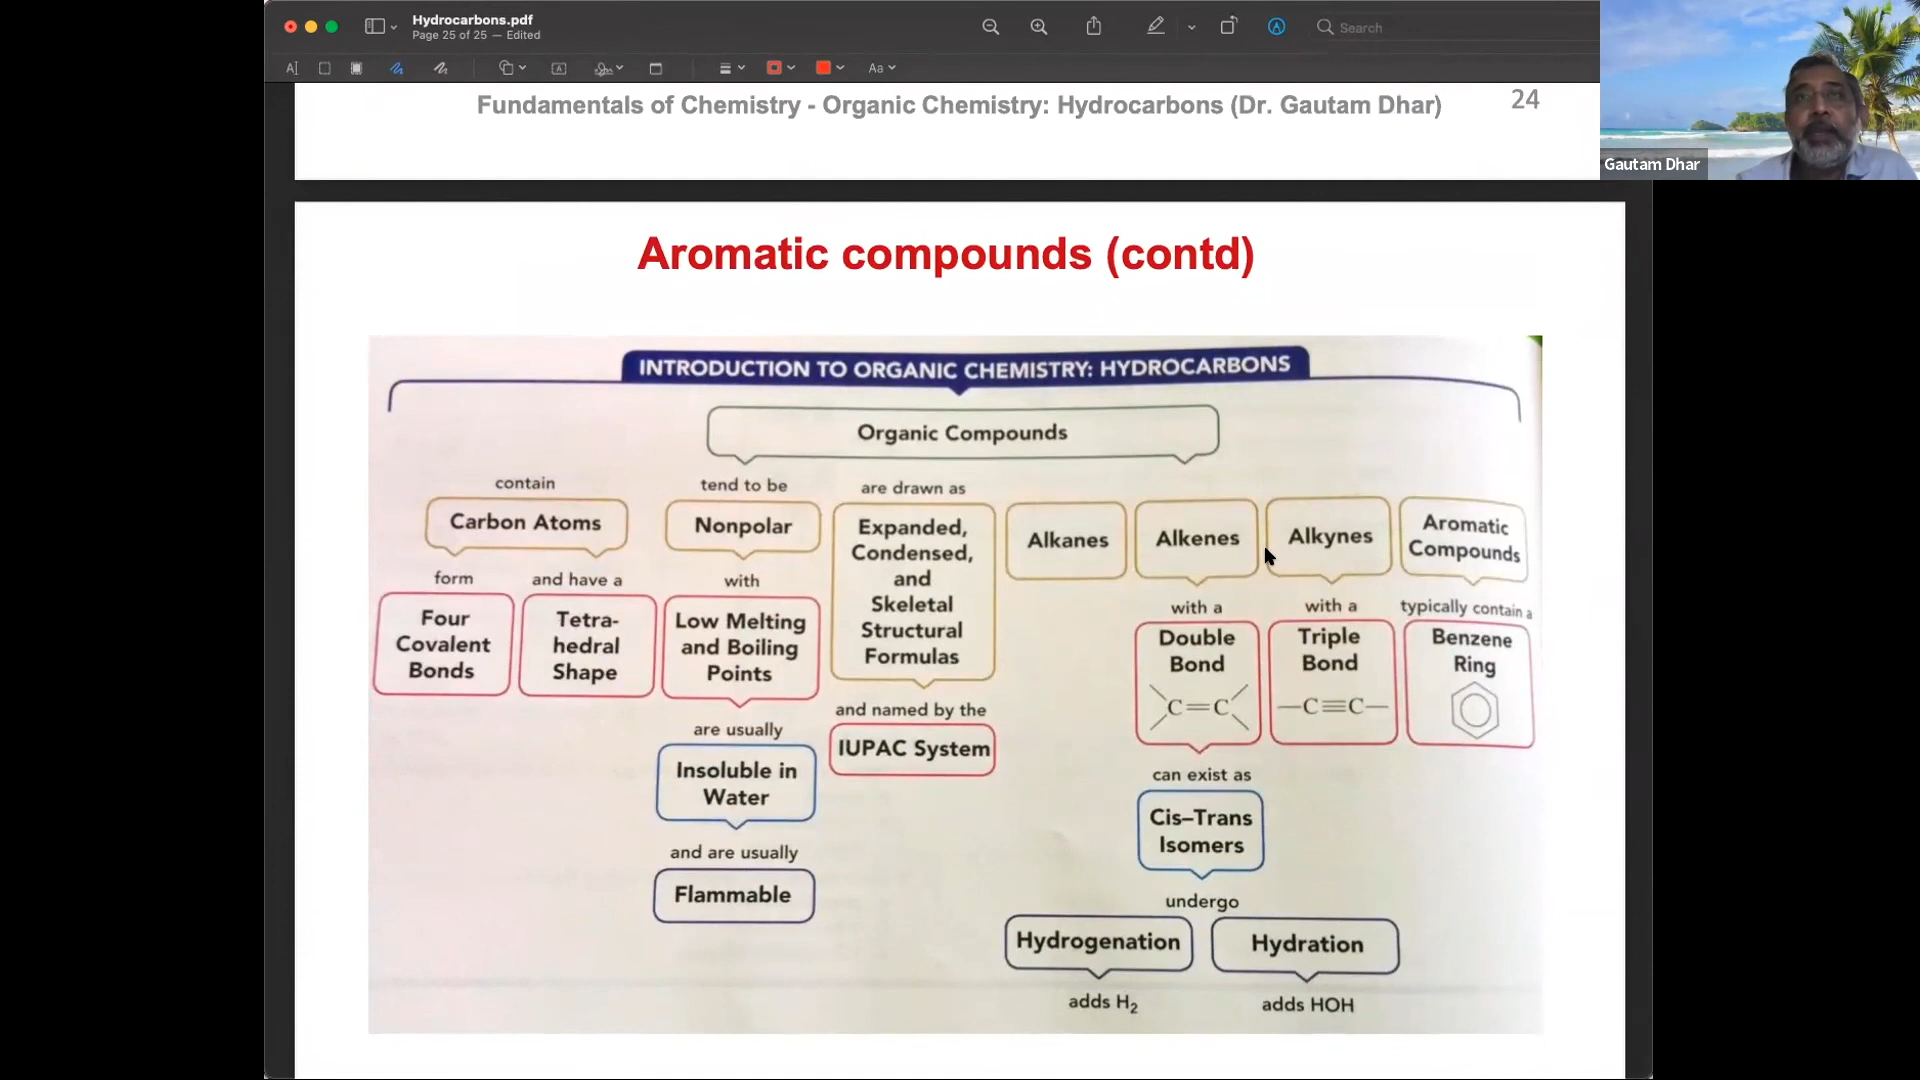 Hydrocarbons.pdf
Page 25 of 25 — Edited
Search
Aa
Fundamentals of Chemistry - Organic Chemistry: Hydrocarbons (Dr. Gautam Dhar)
24
Gautam Dhar
Aromatic compounds (contd)
INTRODUCTION TO ORGANIC CHEMISTRY: HYDROCARBONS
Organic Compounds
contain
Carbon Atoms
form
Four
Covalent
Bonds
and have a
Tetra-
hedral
Shape
tend to be
Nonpolar
with
Low Melting
and Boiling
Points
are usually
Insoluble in
Water
and are usually
Flammable
are drawn as
Expanded,
Condensed,
and
Skeletal
Structural
Formulas
and named by the
IUPAC System
Alkanes
Alkenes
with a
Double
Bond
C=C
can exist as
Cis–Trans
Isomers
undergo
Hydrogenation
adds H₂
Hydration
adds HOH
Alkynes
with a
Triple
Bond
—C≡C—
Aromatic
Compounds
typically contain a
Benzene
Ring